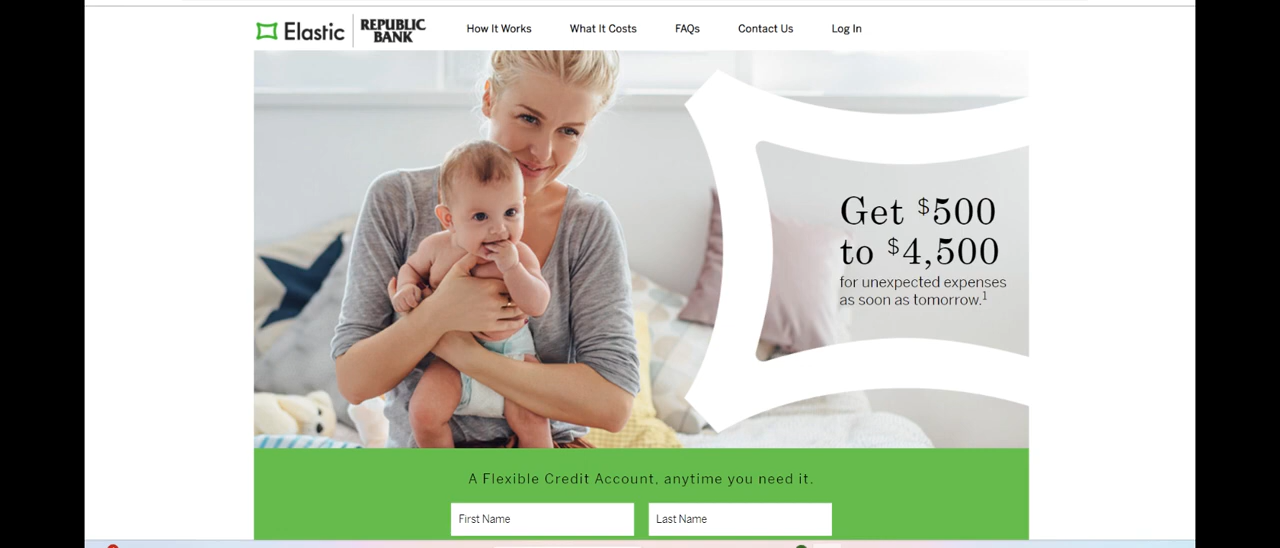 Elastic
REPUBLIC
BANK
How It Works
What It Costs
FAQs
Contact Us
Log In
Get $500
to $4,500
for unexpected expenses
as soon as tomorrow.1
A Flexible Credit Account, anytime you need it.
First Name
Last Name